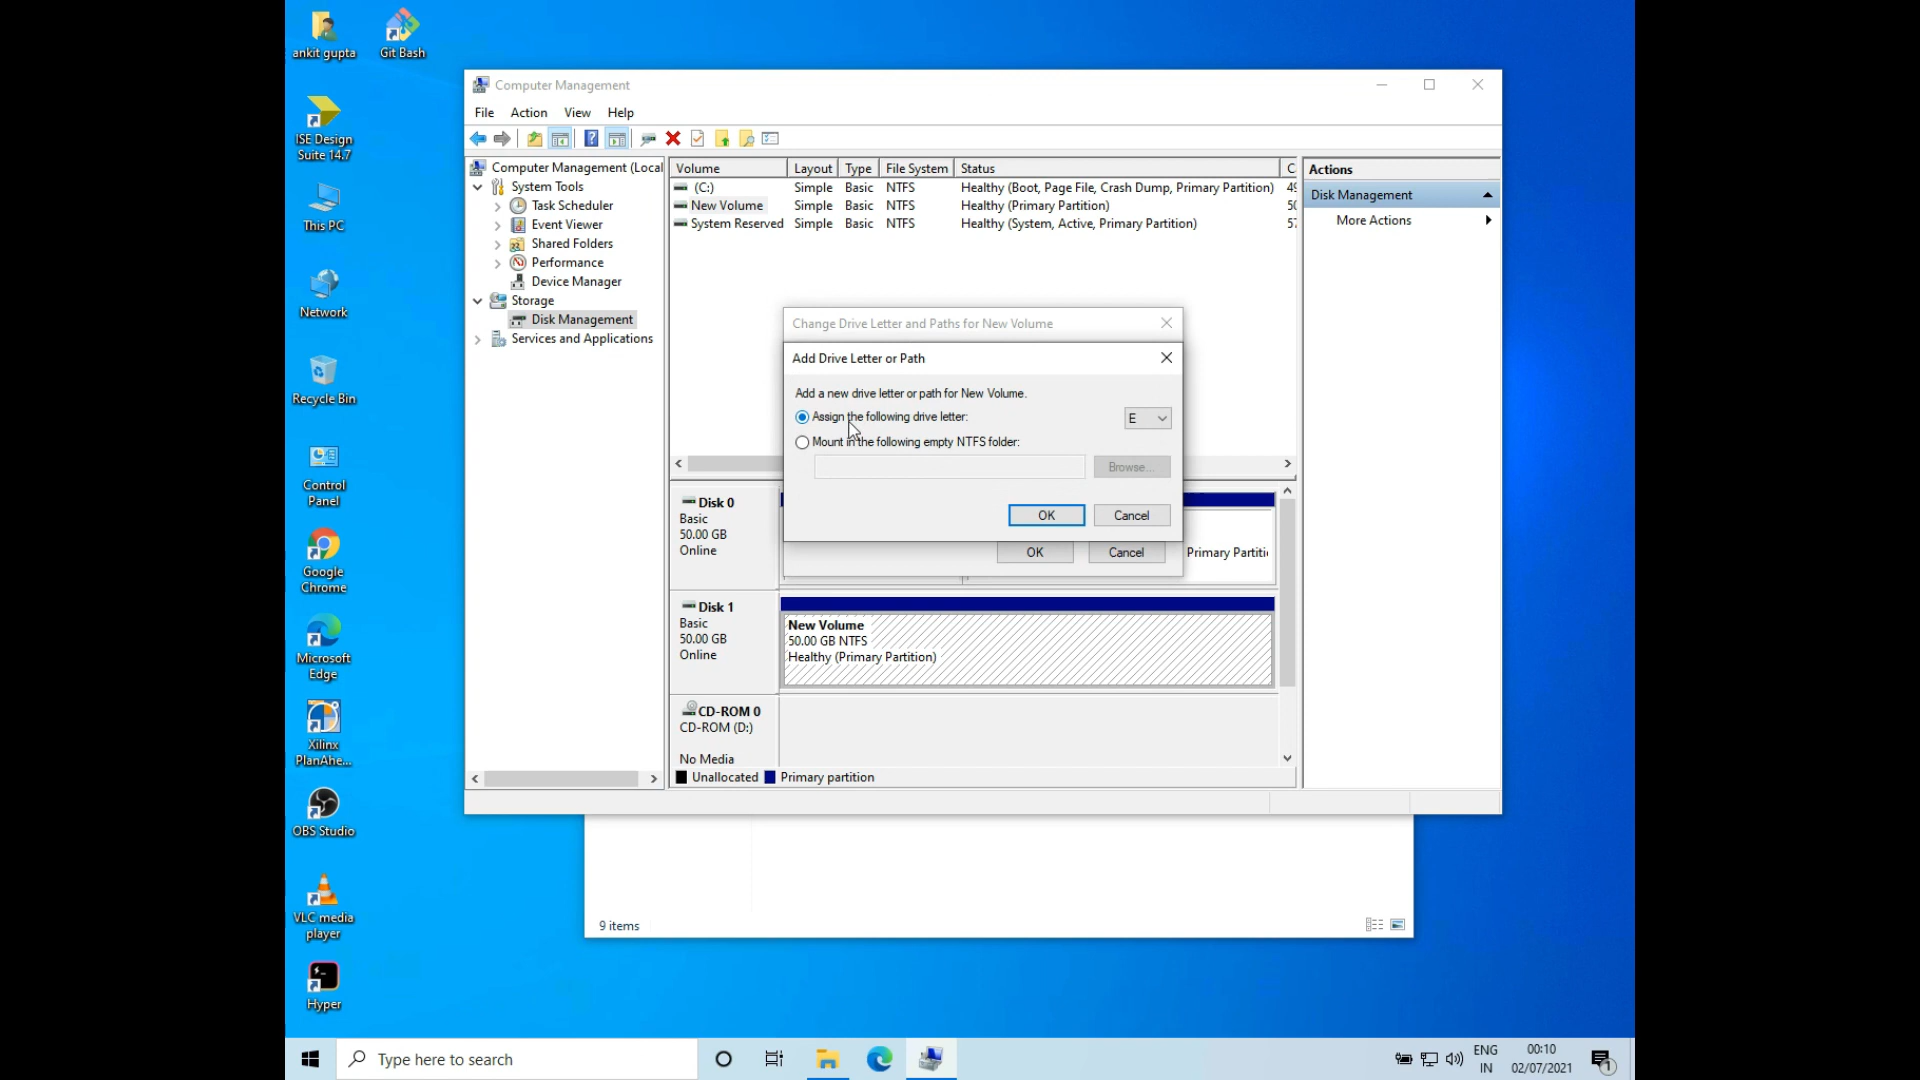 ankit gupta
Git Bash
ISE Design
Suite 14.7
This PC
Network
Recycle Bin
Control
Panel
Google
Chrome
Microsoft
Edge
Xilinx
PlanAhe...
OBS Studio
VLC media
player
Hyper
Computer Management
File Action View Help
Computer Management (Local
System Tools
Task Scheduler
Event Viewer
Shared Folders
Performance
Device Manager
Storage
Disk Management
Services and Applications
Volume Layout Type File System Status C
(C:) Simple Basic NTFS Healthy (Boot, Page File, Crash Dump, Primary Partition) 49
New Volume Simple Basic NTFS Healthy (Primary Partition) 50
System Reserved Simple Basic NTFS Healthy (System, Active, Primary Partition) 57
Actions
Disk Management
More Actions
Change Drive Letter and Paths for New Volume
Add Drive Letter or Path
Add a new drive letter or path for New Volume.
Assign the following drive letter: E
Mount in the following empty NTFS folder:
Browse...
OK Cancel
OK Cancel
Disk 0
Basic
50.00 GB
Online
Primary Partitic
Disk 1
Basic
50.00 GB
Online
New Volume
50.00 GB NTFS
Healthy (Primary Partition)
CD-ROM 0
CD-ROM (D:)
No Media
Unallocated Primary partition
9 items
Type here to search
ENG
IN
00:10
02/07/2021
1